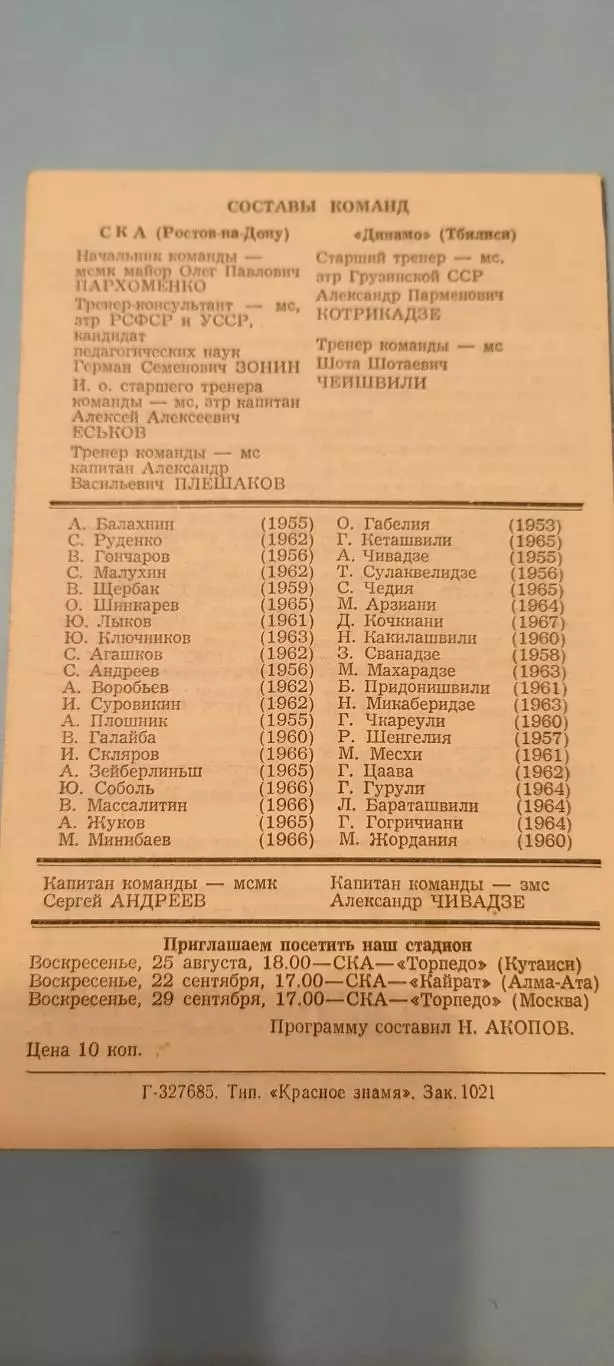 СОСТАВЫ КОМАНД
СКА (Ростов-на-Дону)
Начальник команды —
мсмк майор Олег Павлович
ПАРХОМЕНКО
Тренер-консультант — мс,
зтр РСФСР и УССР,
кандидат
педагогических наук
Герман Семенович ЗОНИН
И. о. старшего тренера
команды — мс, зтр капитан
Алексей Алексеевич
ЕСЬКОВ
Тренер команды — мс
капитан Александр
Васильевич ПЛЕШАКОВ
«Динамо» (Тбилиси)
Старший тренер — мс,
зтр Грузинской ССР
Александр Парменович
КОТРИКАДЗЕ
Тренер команды — мс
Шота Шотаевич
ЧЕИШВИЛИ
А. Балахнин (1955) О. Габелия (1953)
С. Руденко (1962) Г. Кеташвили (1965)
В. Гончаров (1956) А. Чивадзе (1955)
С. Малухин (1962) Т. Сулаквелидзе (1956)
В. Щербак (1959) С. Чедия (1965)
О. Шинкарев (1965) М. Арзиани (1964)
Ю. Лыков (1961) Д. Кочкиани (1967)
Ю. Ключников (1963) Н. Какилашвили (1960)
С. Агашков (1962) З. Сванадзе (1958)
С. Андреев (1956) М. Махарадзе (1963)
А. Воробьев (1962) Б. Придонишвили (1961)
И. Суровикин (1962) Н. Микаберидзе (1963)
А. Плошник (1955) Г. Чкареули (1960)
В. Галайба (1960) Р. Шенгелия (1957)
И. Скляров (1966) М. Месхи (1961)
А. Зейберлиньш (1965) Г. Цаава (1962)
Ю. Соболь (1966) Г. Гурули (1964)
В. Массалитин (1966) Л. Бараташвили (1964)
А. Жуков (1965) Г. Гогричиани (1964)
М. Минибаев (1966) М. Жордания (1960)
Капитан команды — мсмк
Сергей АНДРЕЕВ
Капитан команды — змс
Александр ЧИВАДЗЕ
Приглашаем посетить наш стадион
Воскресенье, 25 августа, 18.00—СКА—«Торпедо» (Кутаиси)
Воскресенье, 22 сентября, 17.00—СКА—«Кайрат» (Алма-Ата)
Воскресенье, 29 сентября, 17.00—СКА—«Торпедо» (Москва)
Программу составил Н. АКОПОВ.
Цена 10 коп.
Г-327685. Тип. «Красное знамя». Зак. 1021